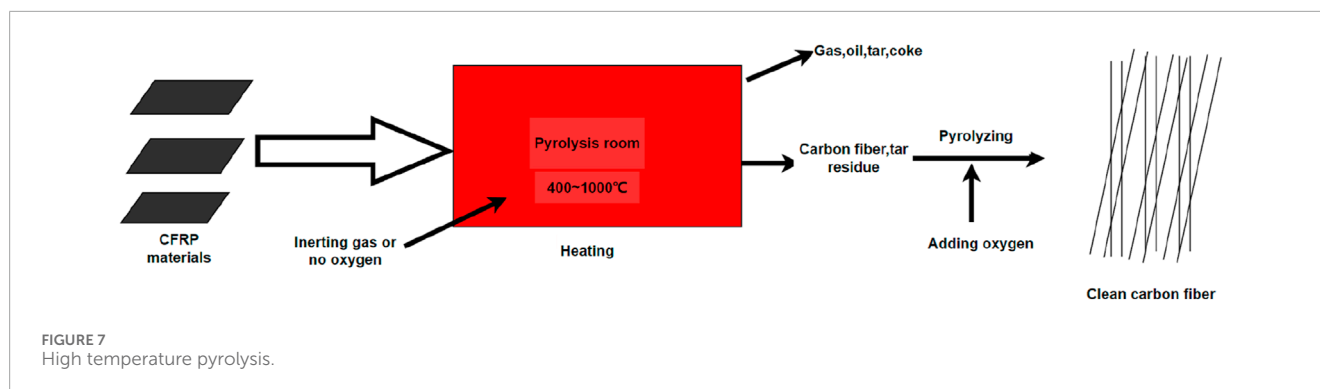 Gas,oil,tar,coke
Pyrolysis room
400~1000℃
Carbon fiber,tar
residue
Pyrolyzing
Adding oxygen
CFRP
materials
Inerting gas or
no oxygen
Heating
Clean carbon fiber
FIGURE 7
High temperature pyrolysis.